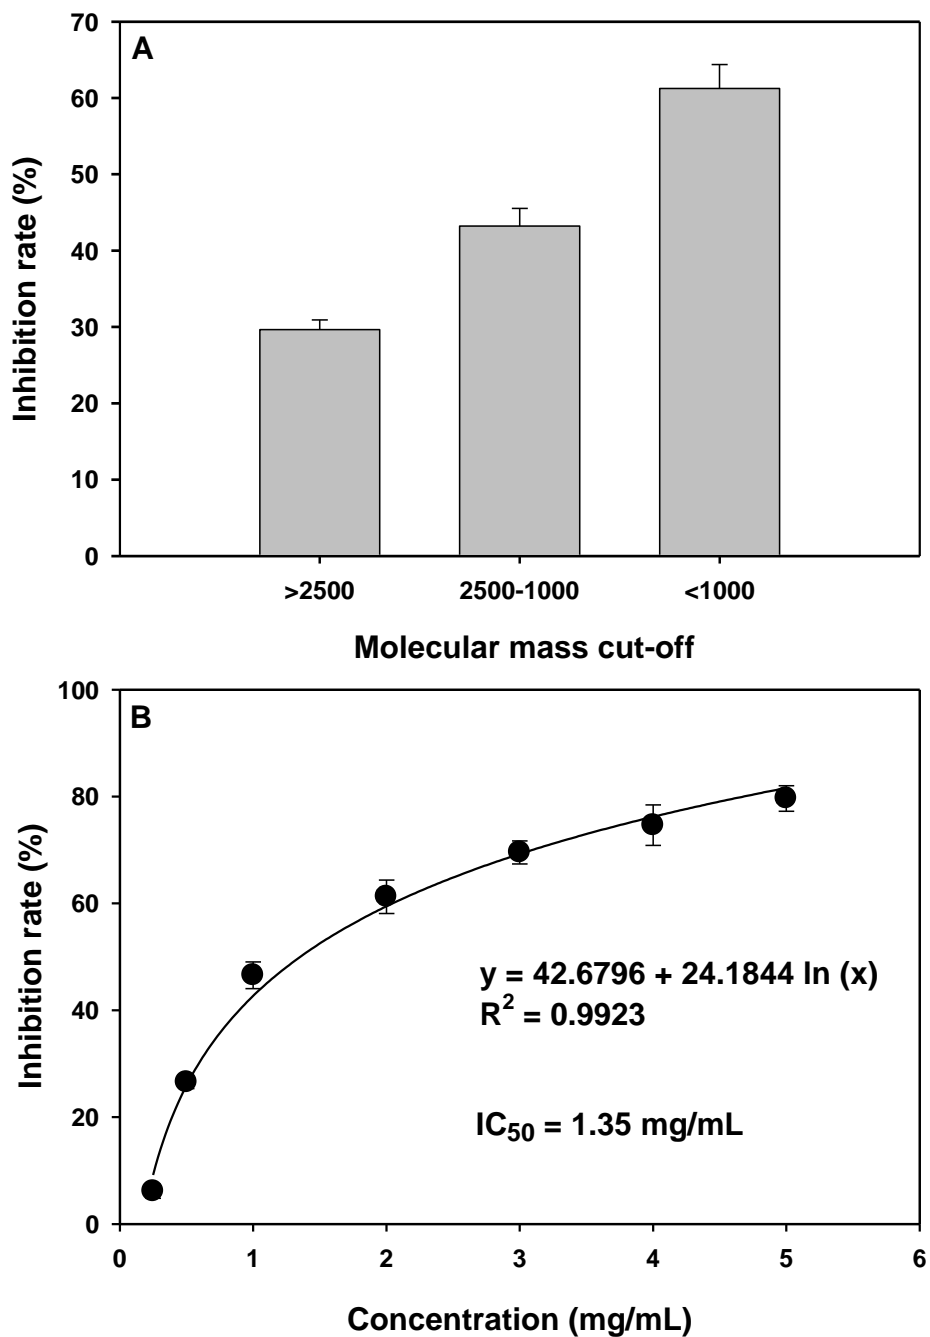 A
70
60
50
40
30
20
10
0
Inhibition rate (%)
>2500 2500-1000 <1000
Molecular mass cut-off
B
100
80
60
40
20
0
Inhibition rate (%)
y = 42.6796 + 24.1844 ln (x)
R² = 0.9923
IC₅₀ = 1.35 mg/mL
0 1 2 3 4 5 6
Concentration (mg/mL)